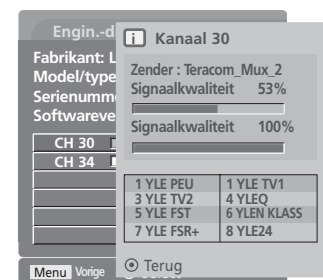 Engin.-d
Kanaal 30
Fabrikant: L
Model/type
Serienumm
Softwareve
Zender : Teracom_Mux_2
Signaalkwaliteit 53%
Signaalkwaliteit 100%
CH 30
CH 34
1 YLE PEU 1 YLE TV1
3 YLE TV2 4 YLEQ
5 YLE FST 6 YLEN KLASS
7 YLE FSR+ 8 YLE24
Terug
Menu Vorige